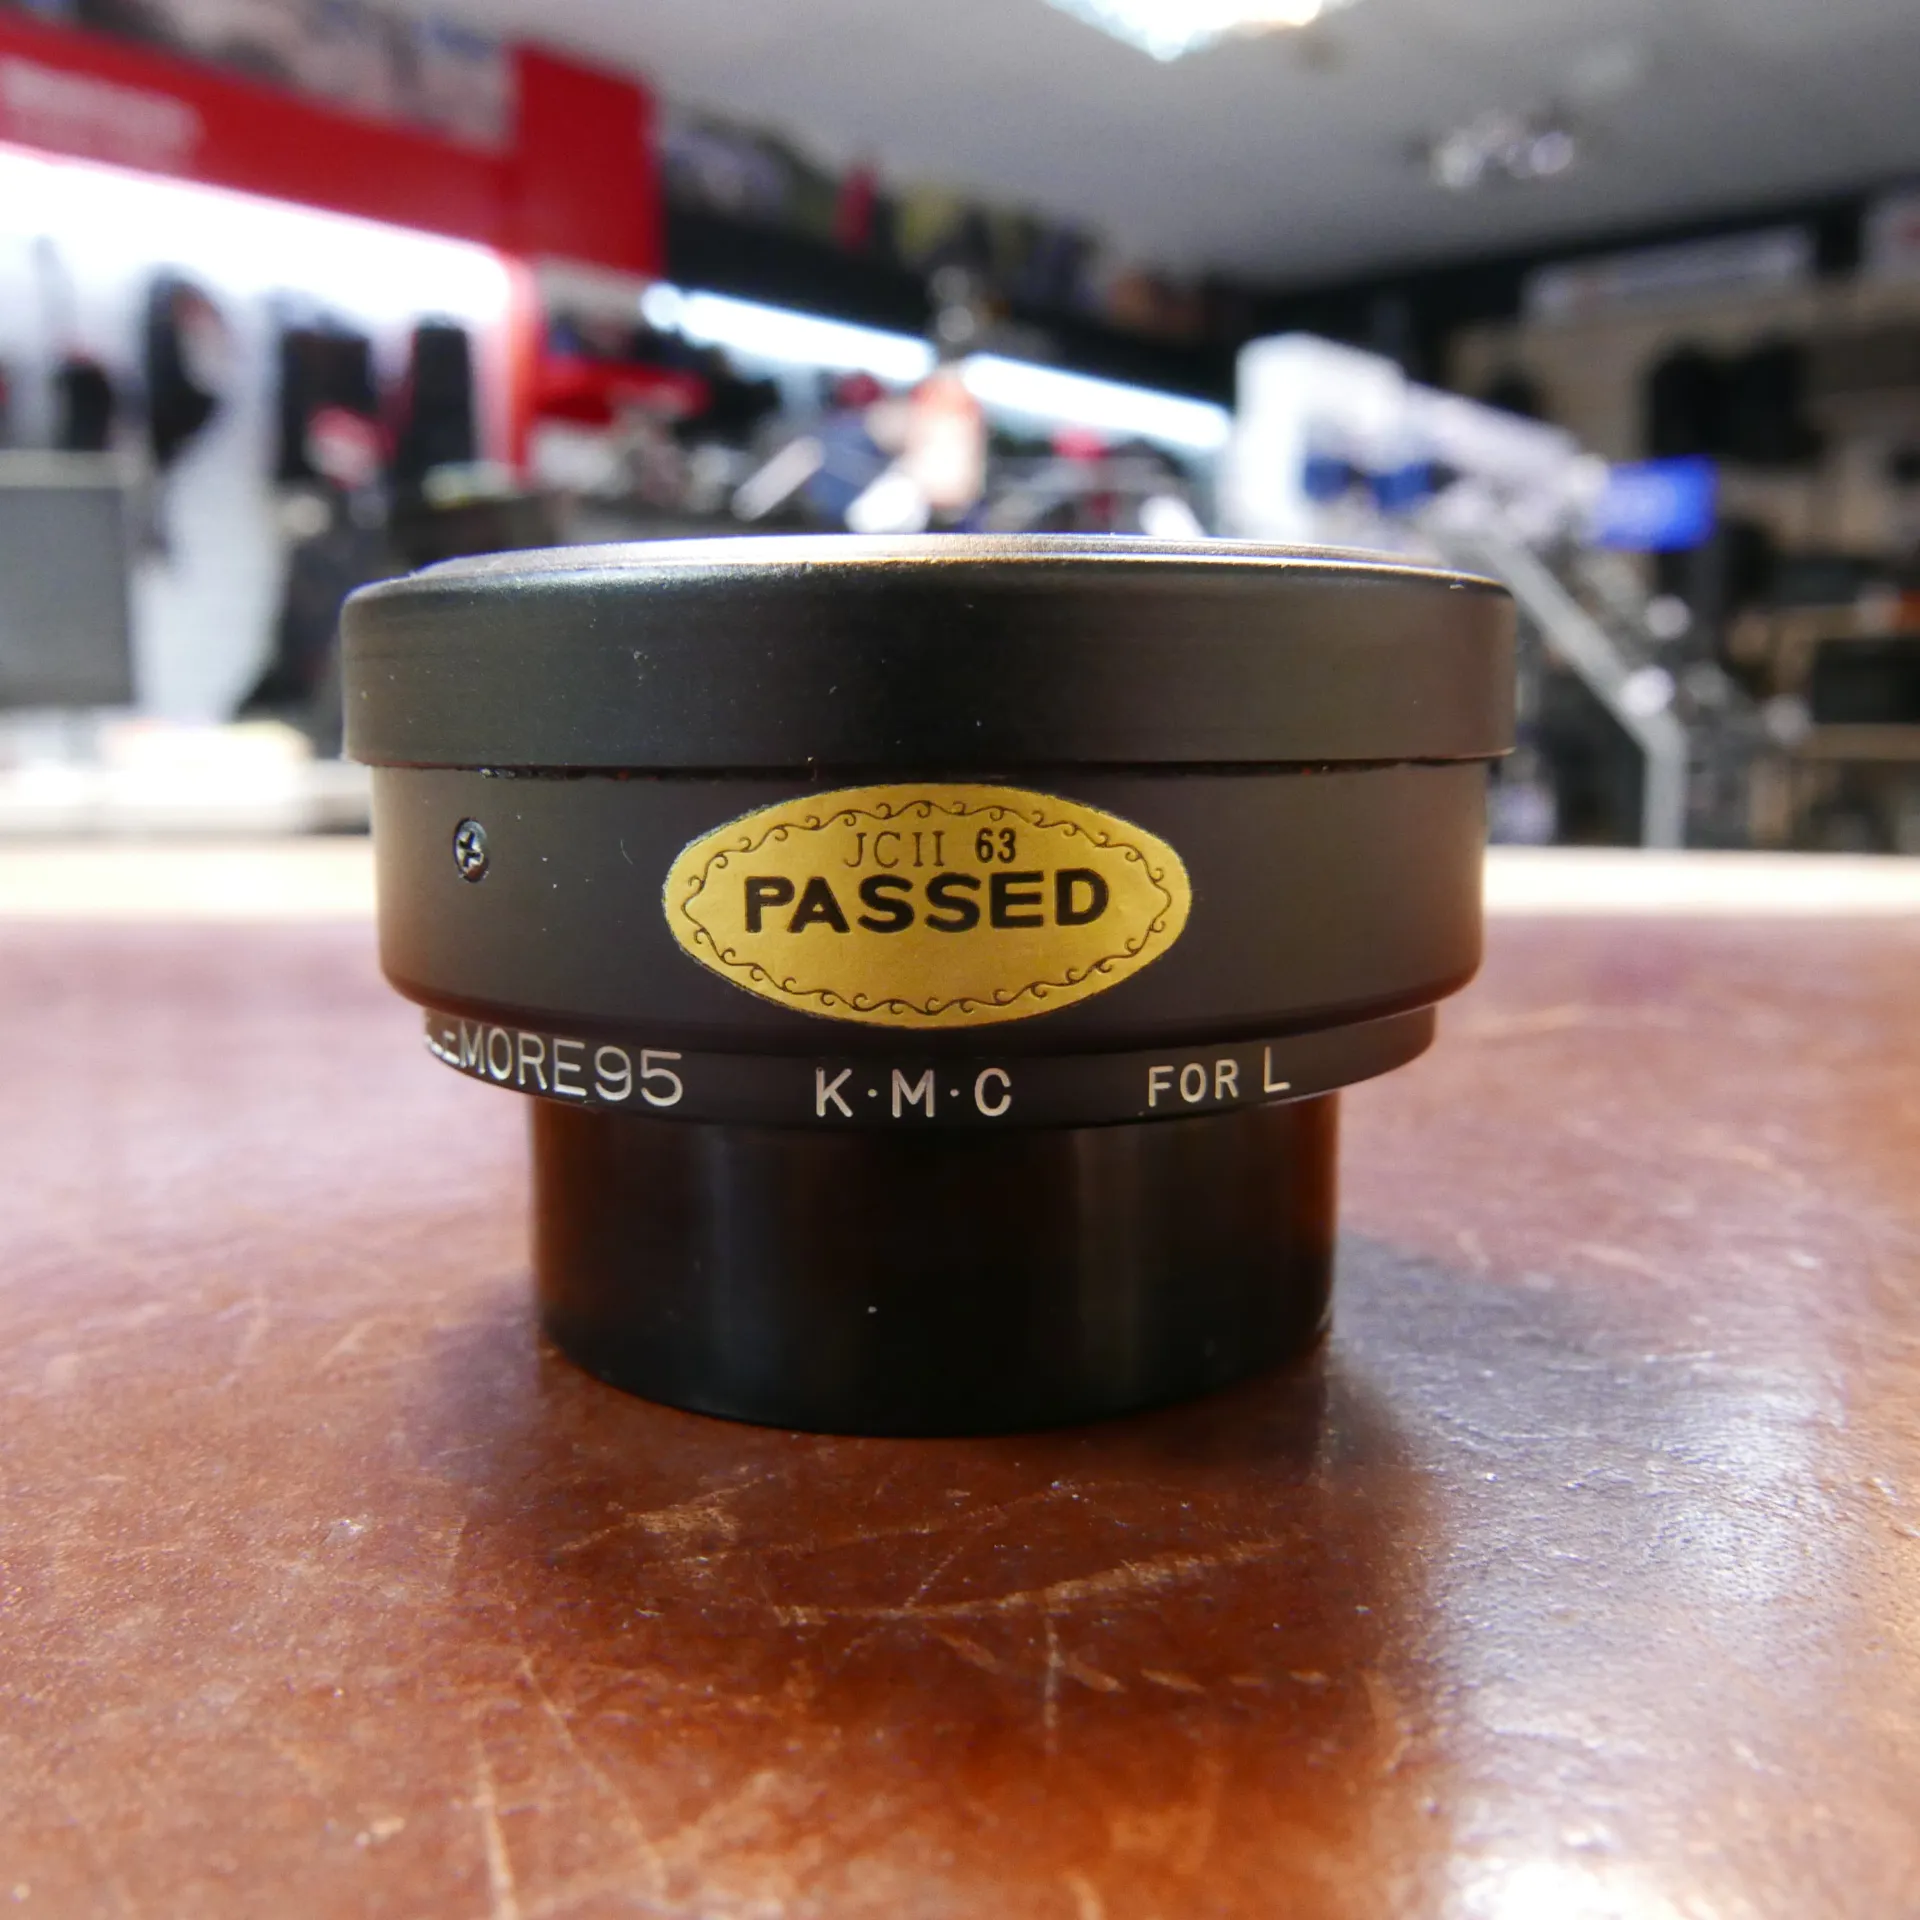 JCII 63
PASSED
E-MORE95 K·M·C FOR L